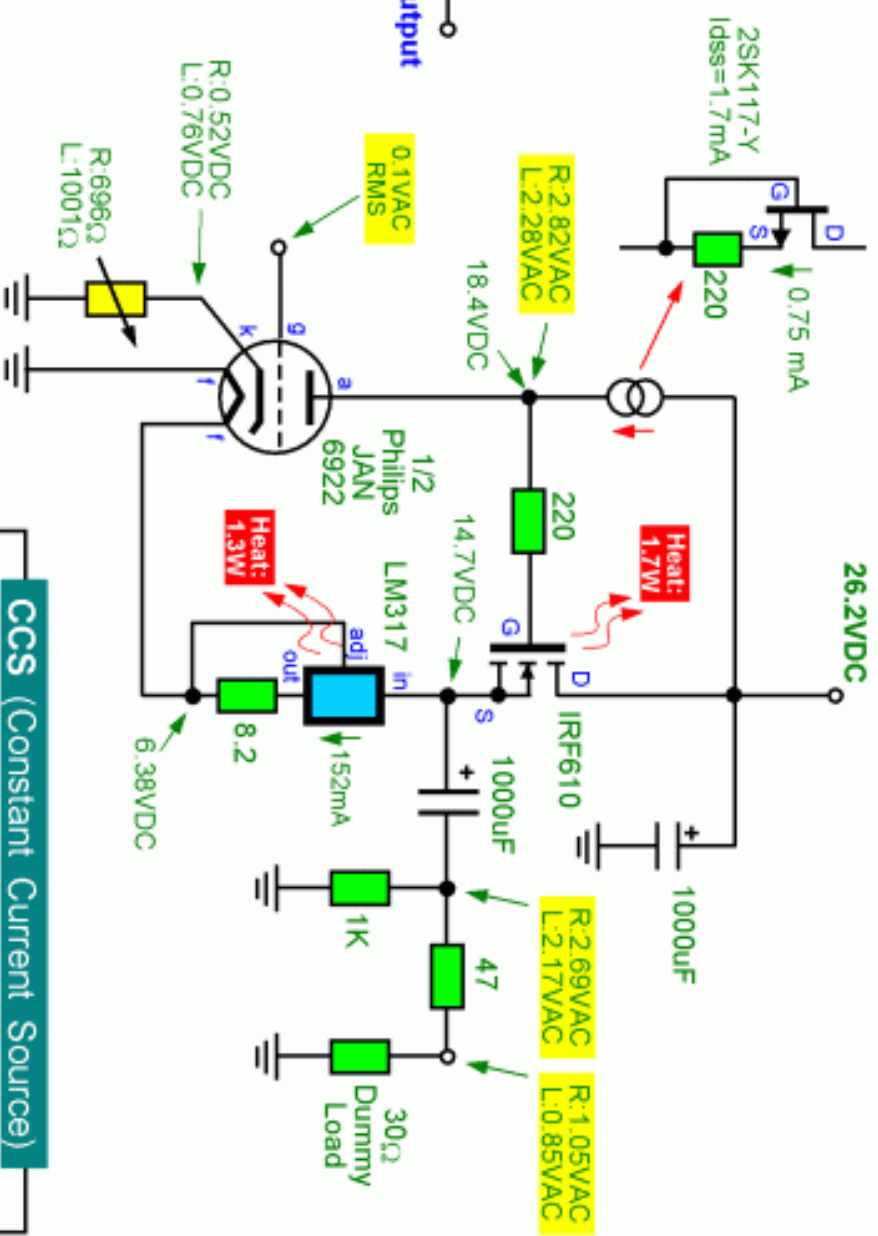 26.2VDC
2SK117-Y
Idss=1.7mA
G
D
S
0.75 mA
220
Heat:
1.7W
1000uF
R:2.82VAC
L:2.28VAC
18.4VDC
220
G
D
S
IRF610
R:2.69VAC
L:2.17VAC
R:1.05VAC
L:0.85VAC
utput
0.1VAC
RMS
a
g
k
f
f
1/2
Philips
JAN
6922
14.7VDC
LM317
in
adj
out
152mA
Heat:
1.3W
1000uF
47
1K
30Ω
Dummy
Load
R:0.52VDC
L:0.76VDC
8.2
6.38VDC
R:696Ω
L:1001Ω
CCS (Constant Current Source)